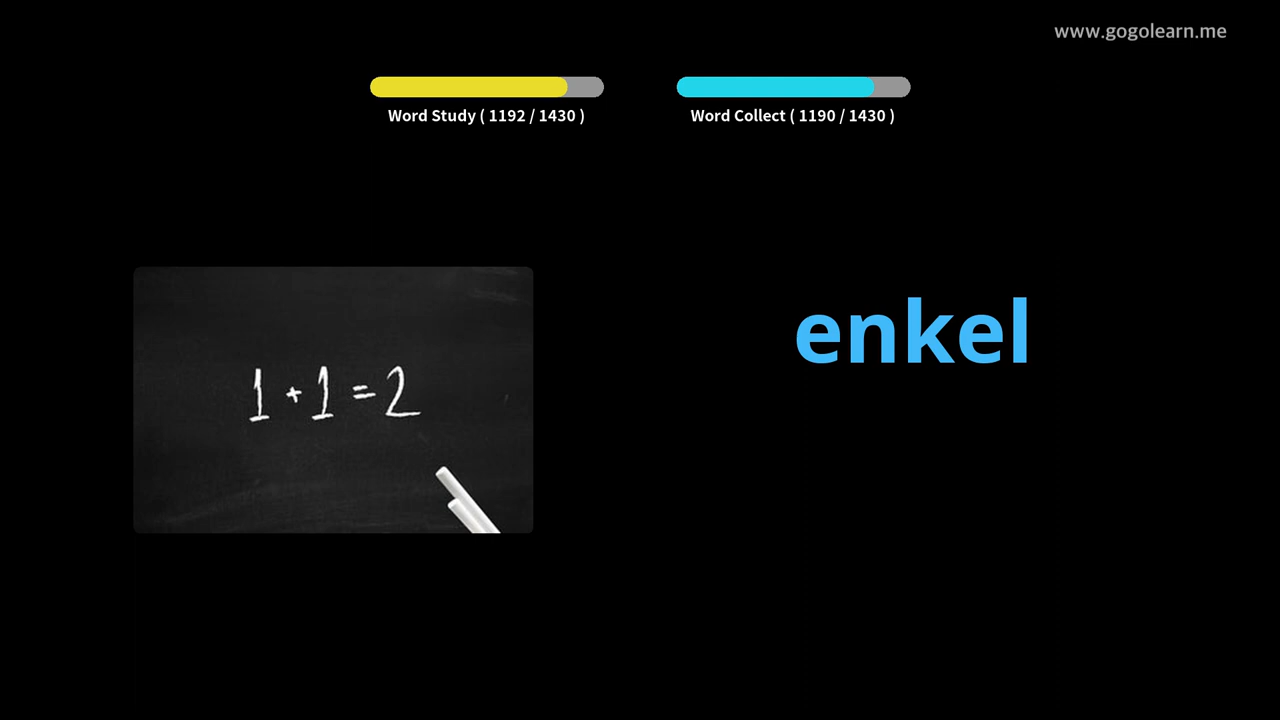 www.gogolearn.me
Word Study ( 1192 / 1430 )
Word Collect ( 1190 / 1430 )
enkel
1 + 1 = 2